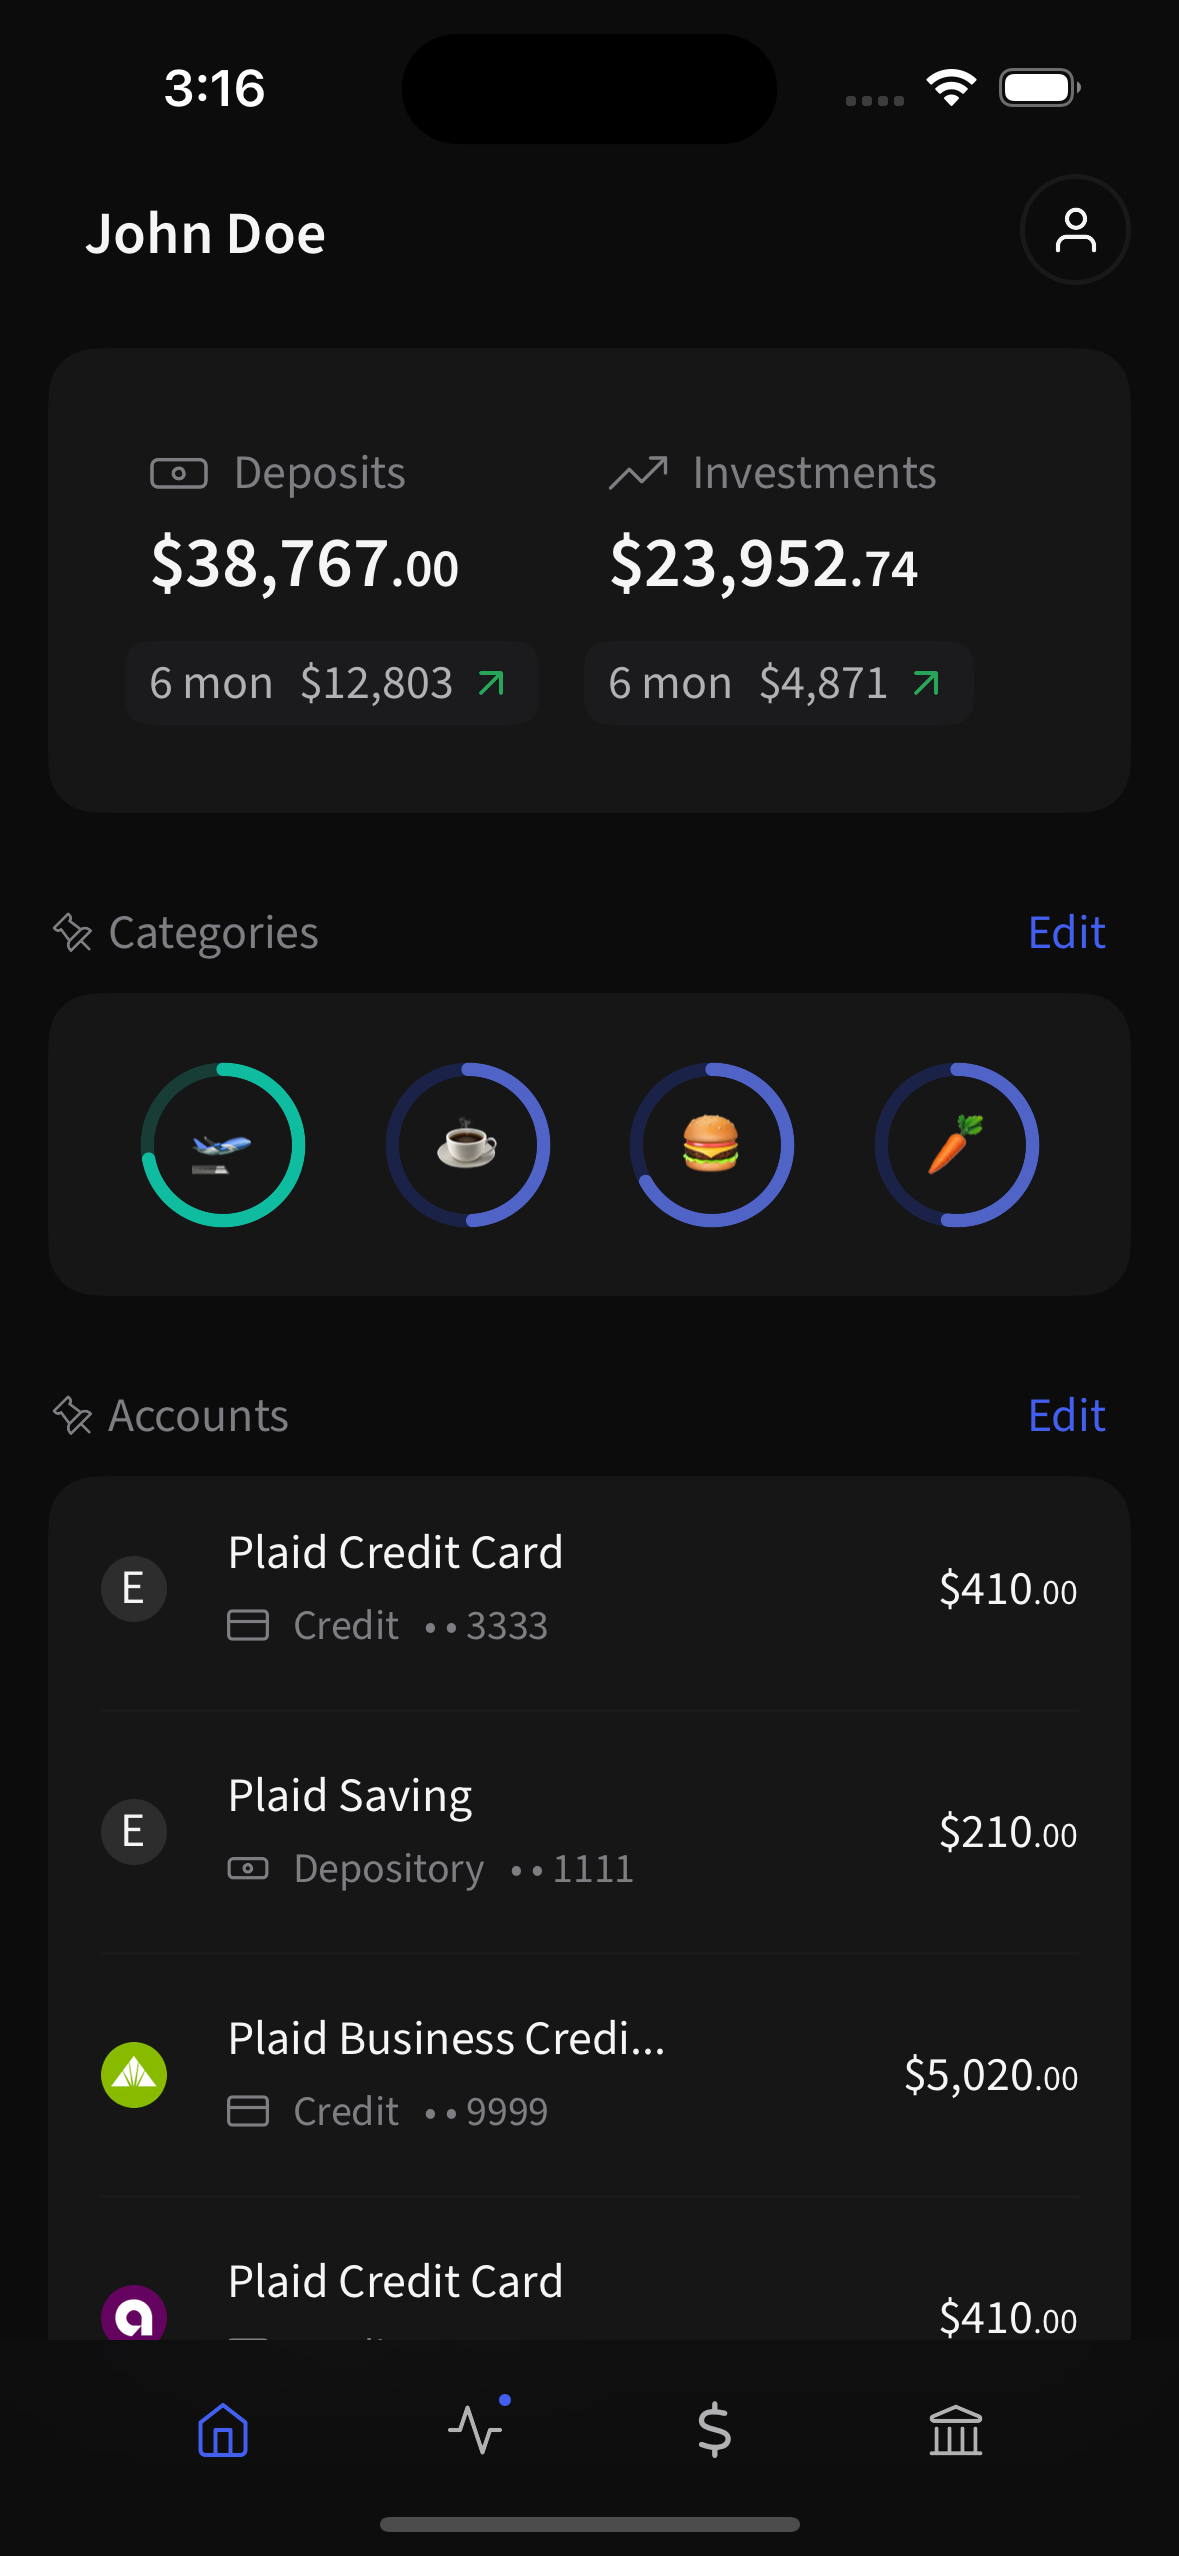 3:16
John Doe
Deposits
Investments
$38,767.00
$23,952.74
6 mon $12,803
6 mon $4,871
Categories
Edit
Accounts
Edit
E
Plaid Credit Card
Credit ••3333
$410.00
E
Plaid Saving
Depository ••1111
$210.00
Plaid Business Credi...
Credit ••9999
$5,020.00
a
Plaid Credit Card
$410.00